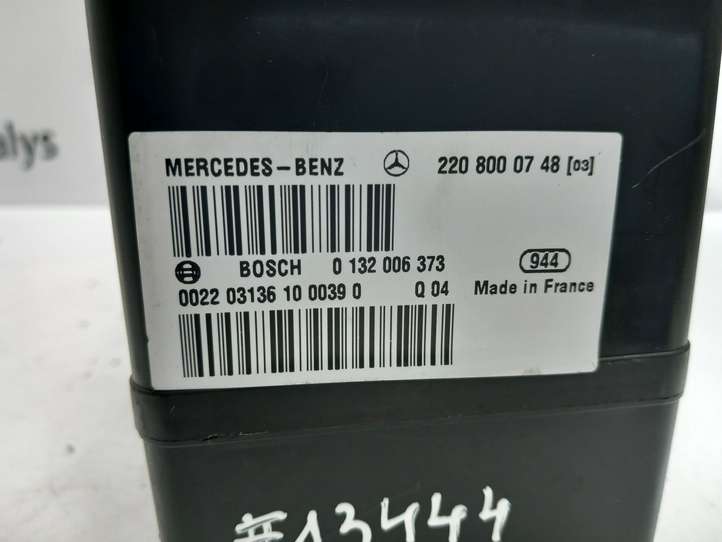 alys
MERCEDES-BENZ 220 800 07 48 [03]
BOSCH 0 132 006 373 944
0022 03136 10 0039 0 Q 04 Made in France
#13444